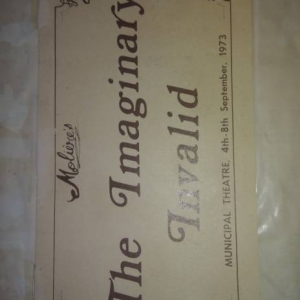 Molière's
The Imaginary
Invalid
MUNICIPAL THEATRE, 4th-8th September, 1973